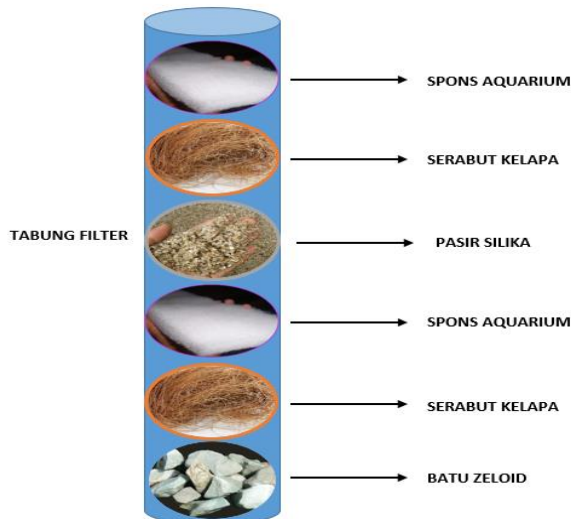 SPONS AQUARIUM
SERABUT KELAPA
TABUNG FILTER
PASIR SILIKA
SPONS AQUARIUM
SERABUT KELAPA
BATU ZELOID